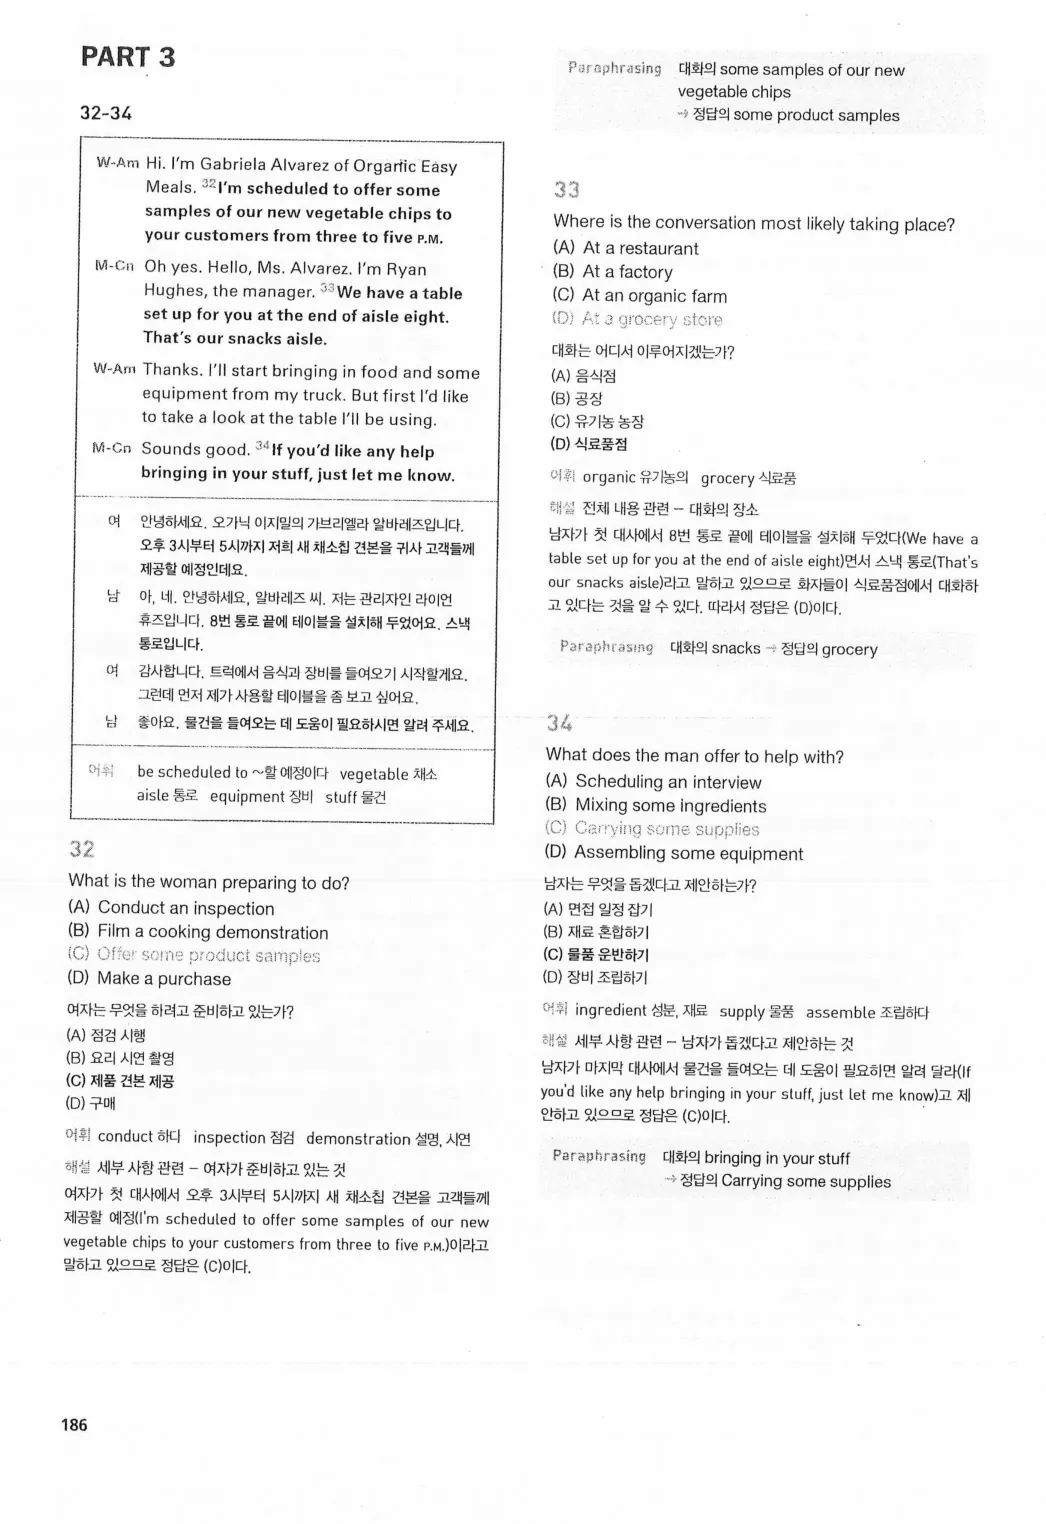 PART 3
32-34
W-Am Hi. I'm Gabriela Alvarez of Organic Easy
Meals. 32I'm scheduled to offer some
samples of our new vegetable chips to
your customers from three to five P.M.
M-Cn Oh yes. Hello, Ms. Alvarez. I'm Ryan
Hughes, the manager. 33We have a table
set up for you at the end of aisle eight.
That's our snacks aisle.
W-Am Thanks. I'll start bringing in food and some
equipment from my truck. But first I'd like
to take a look at the table I'll be using.
M-Cn Sounds good. 34If you'd like any help
bringing in your stuff, just let me know.
여 안녕하세요. 오가닉 이지밀의 가브리엘라 알바레즈입니다.
오후 3시부터 5시까지 저희 새 채소칩 견본을 귀사 고객들께
제공할 예정인데요.
남 아, 네. 안녕하세요, 알바레즈 씨. 저는 관리자인 라이언
휴즈입니다. 8번 통로 끝에 테이블을 설치해 두었어요. 스낵
통로입니다.
여 감사합니다. 트럭에서 음식과 장비를 들여오기 시작할게요.
그런데 먼저 제가 사용할 테이블을 좀 보고 싶어요.
남 좋아요. 물건을 들여오는 데 도움이 필요하시면 알려 주세요.
어휘 be scheduled to ~할 예정이다 vegetable 채소
aisle 통로 equipment 장비 stuff 물건
32
What is the woman preparing to do?
(A) Conduct an inspection
(B) Film a cooking demonstration
(C) Offer some product samples
(D) Make a purchase
여자는 무엇을 하려고 준비하고 있는가?
(A) 점검 시행
(B) 요리 시연 촬영
(C) 제품 견본 제공
(D) 구매
어휘 conduct 하다 inspection 점검 demonstration 설명, 시연
해설 세부 사항 관련 – 여자가 준비하고 있는 것
여자가 첫 대사에서 오후 3시부터 5시까지 새 채소칩 견본을 고객들께
제공할 예정(I'm scheduled to offer some samples of our new
vegetable chips to your customers from three to five P.M.)이라고
말하고 있으므로 정답은 (C)이다.
Paraphrasing 대화의 some samples of our new
vegetable chips
→ 정답의 some product samples
33
Where is the conversation most likely taking place?
(A) At a restaurant
(B) At a factory
(C) At an organic farm
(D) At a grocery store
대화는 어디서 이루어지겠는가?
(A) 음식점
(B) 공장
(C) 유기농 농장
(D) 식료품점
어휘 organic 유기농의 grocery 식료품
해설 전체 내용 관련 – 대화의 장소
남자가 첫 대사에서 8번 통로 끝에 테이블을 설치해 두었다(We have a
table set up for you at the end of aisle eight)면서 스낵 통로(That's
our snacks aisle)라고 말하고 있으므로 화자들이 식료품점에서 대화하
고 있다는 것을 알 수 있다. 따라서 정답은 (D)이다.
Paraphrasing 대화의 snacks → 정답의 grocery
34
What does the man offer to help with?
(A) Scheduling an interview
(B) Mixing some ingredients
(C) Carrying some supplies
(D) Assembling some equipment
남자는 무엇을 돕겠다고 제안하는가?
(A) 면접 일정 잡기
(B) 재료 혼합하기
(C) 물품 운반하기
(D) 장비 조립하기
어휘 ingredient 성분, 재료 supply 물품 assemble 조립하다
해설 세부 사항 관련 – 남자가 돕겠다고 제안하는 것
남자가 마지막 대사에서 물건을 들여오는 데 도움이 필요하면 알려 달라(If
you'd like any help bringing in your stuff, just let me know)고 제
안하고 있으므로 정답은 (C)이다.
Paraphrasing 대화의 bringing in your stuff
→ 정답의 Carrying some supplies
186